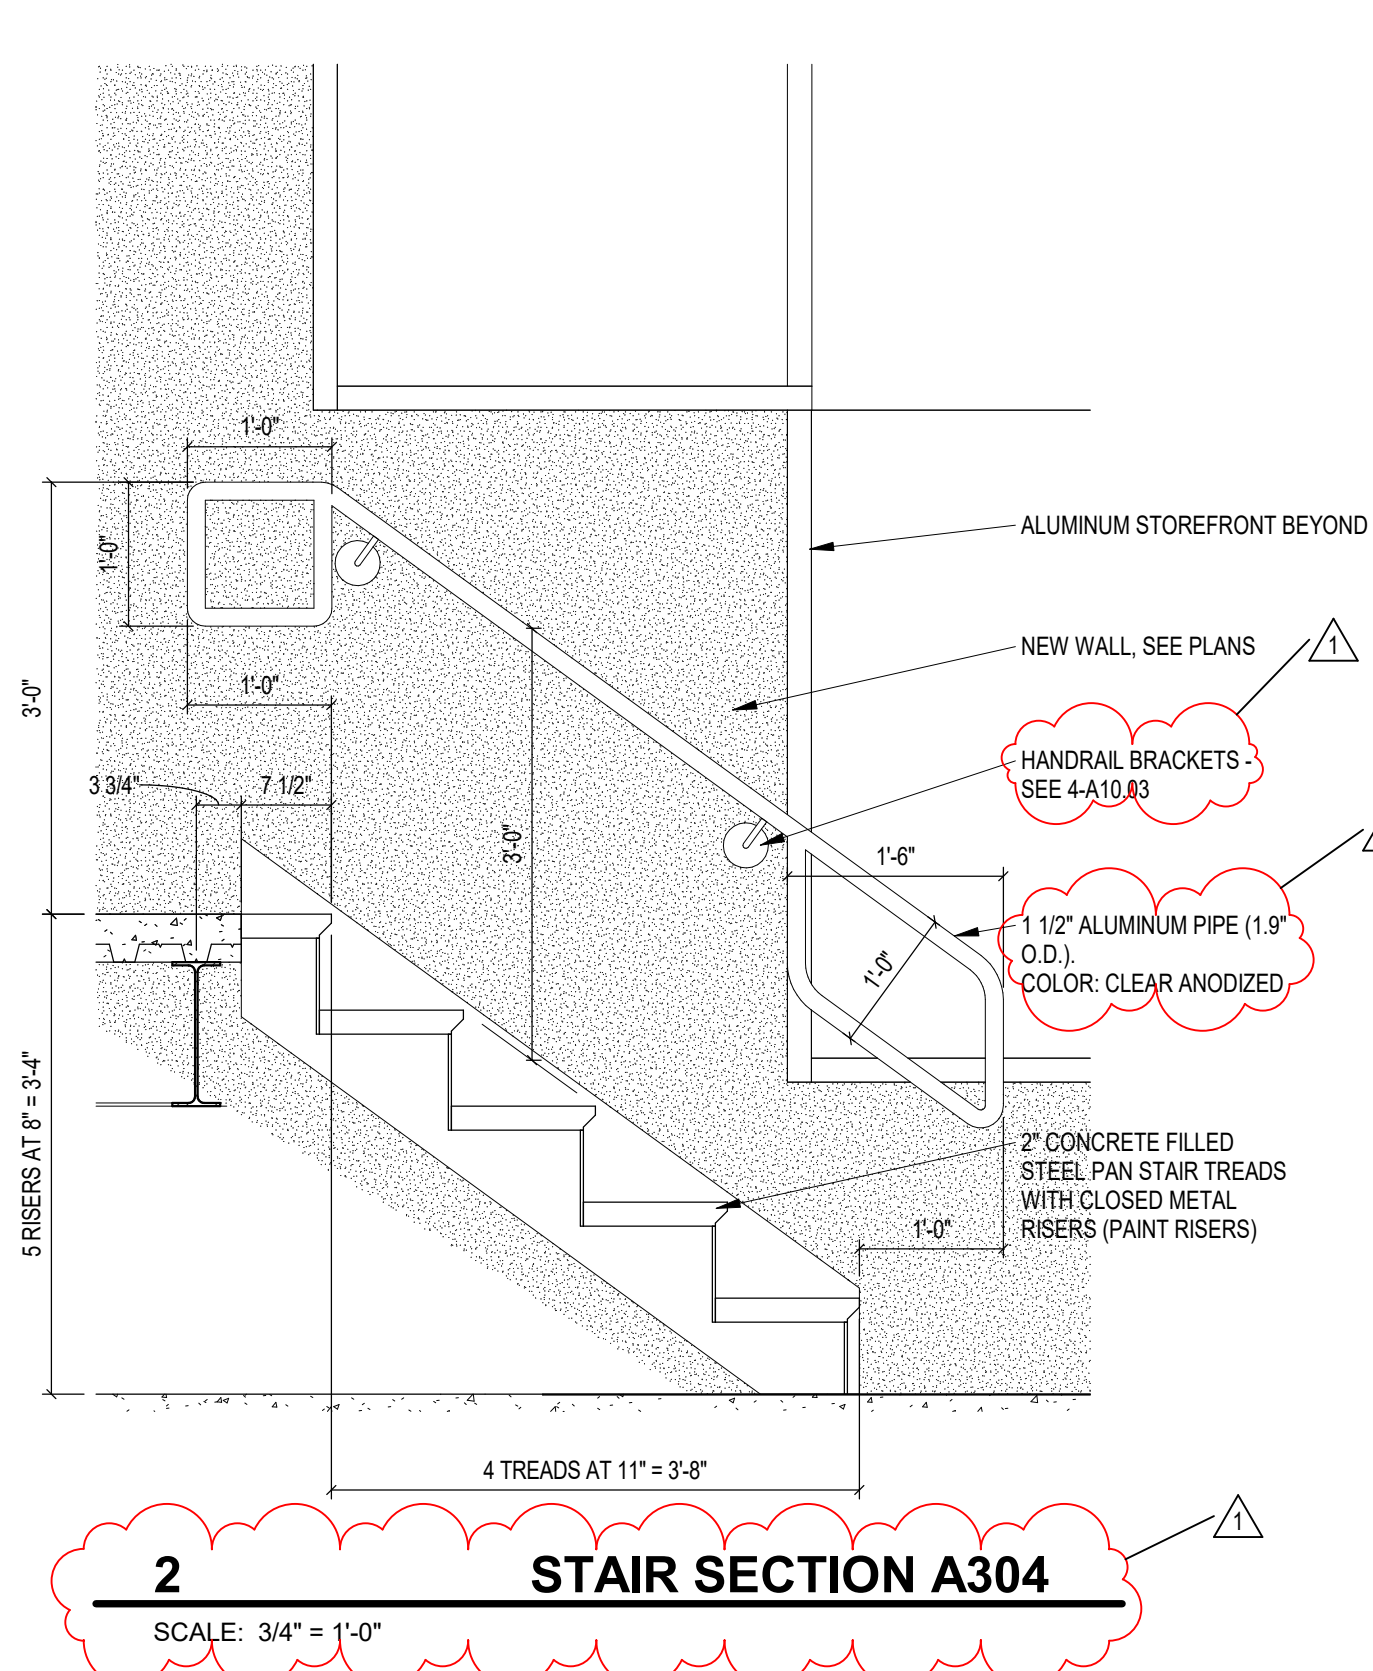 1'-0"
1'-0"
3'-0"
1'-0"
3 3/4"
7 1/2"
3'-0"
5 RISERS AT 8" = 3'-4"
ALUMINUM STOREFRONT BEYOND
NEW WALL, SEE PLANS
1
HANDRAIL BRACKETS -
SEE 4-A10.03
1'-6"
1 1/2" ALUMINUM PIPE (1.9"
O.D.).
COLOR: CLEAR ANODIZED
1'-0"
2" CONCRETE FILLED
STEEL PAN STAIR TREADS
WITH CLOSED METAL
RISERS (PAINT RISERS)
1'-0"
4 TREADS AT 11" = 3'-8"
1
2 STAIR SECTION A304
SCALE: 3/4" = 1'-0"